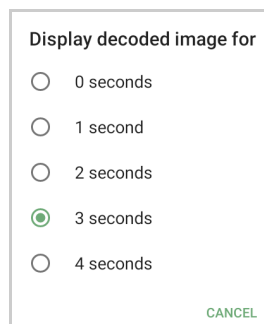 Display decoded image for
0 seconds
1 second
2 seconds
3 seconds
4 seconds
CANCEL